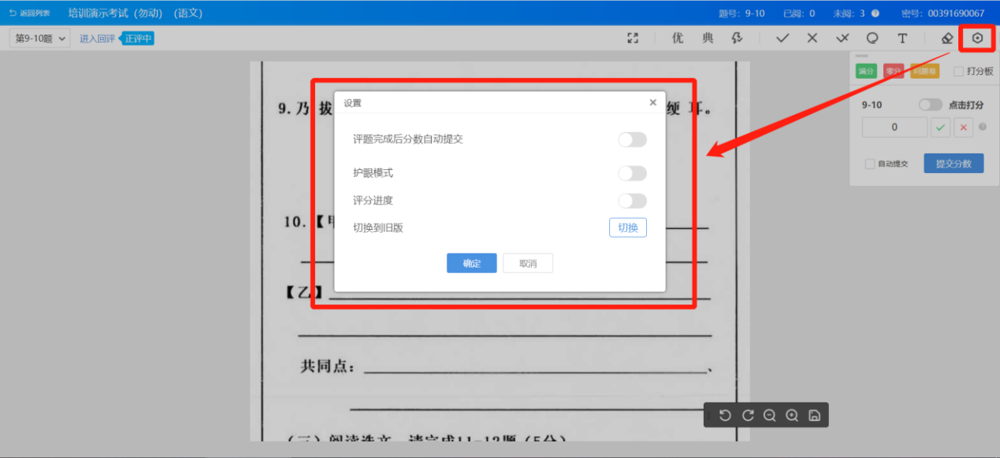 返回列表 培训演示考试（勿动）（语文） 题号：9-10 已阅：0 未阅：3 密号：00391690067
第9-10题 进入回评 正评中 优 典 T
满分 零分 问题卷 打分板
9. 乃 拔 绠 耳。
设置
9-10 点击打分
0
评题完成后分数自动提交
自动提交 提交分数
护眼模式
评分进度
10.【甲
切换到旧版 切换
确定 取消
【乙】
共同点：、
（三）阅读选文，请完成11-12题（5分）